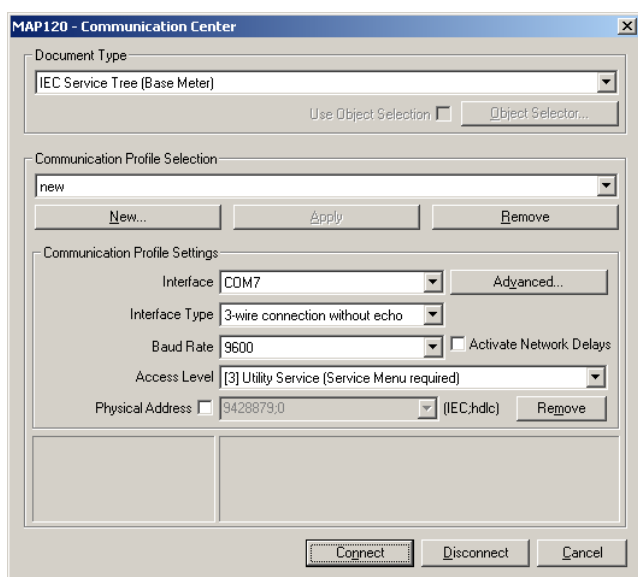 MAP120 - Communication Center
Document Type
IEC Service Tree (Base Meter)
Use Object Selection Object Selector...
Communication Profile Selection
new
New... Apply Remove
Communication Profile Settings
Interface COM7 Advanced...
Interface Type 3-wire connection without echo
Baud Rate 9600 Activate Network Delays
Access Level [3] Utility Service (Service Menu required)
Physical Address 9428879;0 (IEC;hdlc) Remove
Connect Disconnect Cancel